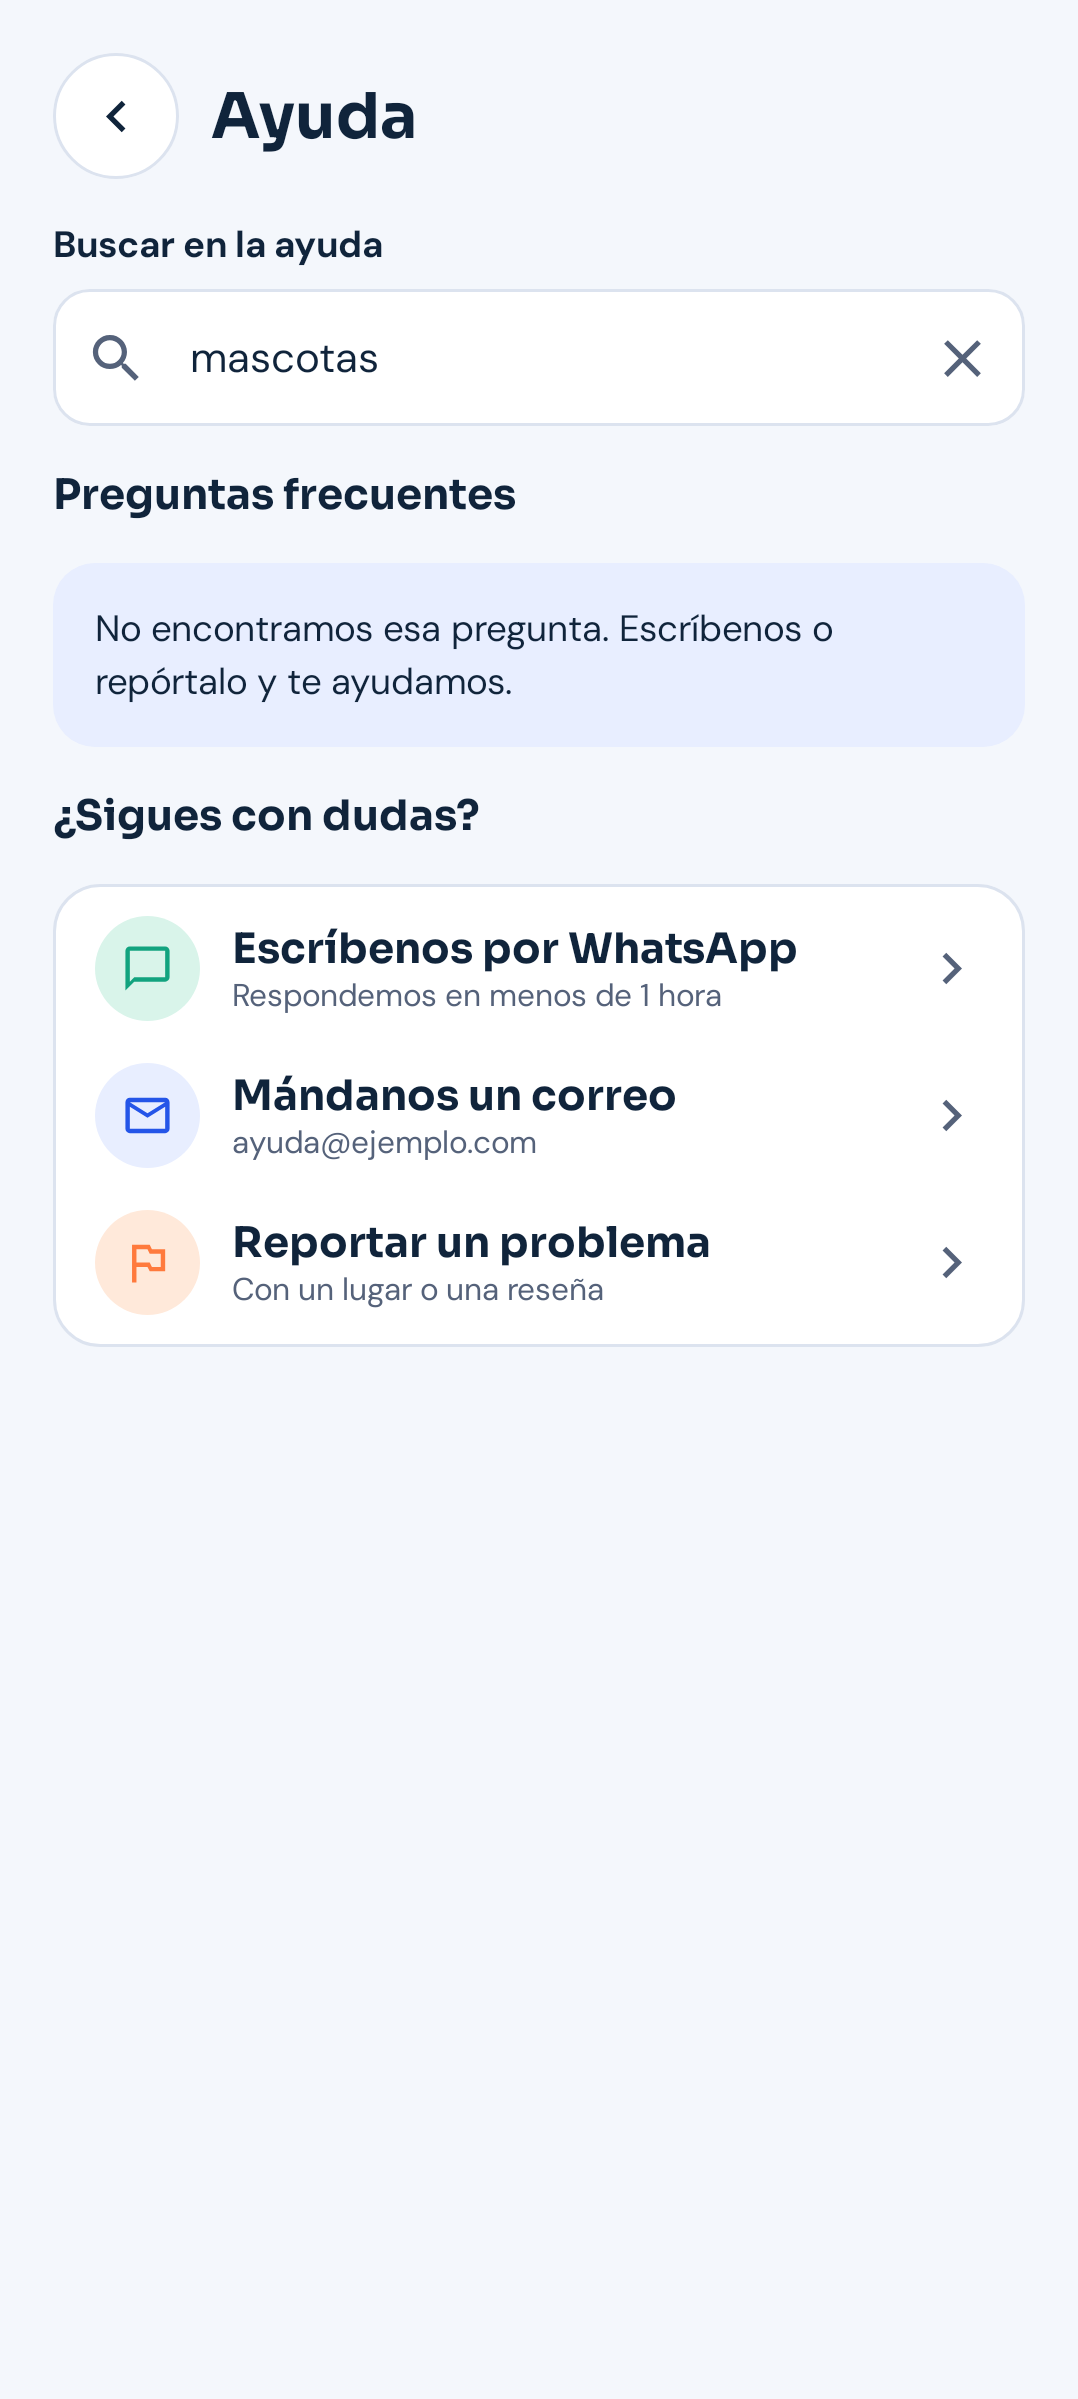 Ayuda
Buscar en la ayuda
mascotas
Preguntas frecuentes
No encontramos esa pregunta. Escríbenos o
repórtalo y te ayudamos.
¿Sigues con dudas?
Escríbenos por WhatsApp
Respondemos en menos de 1 hora
Mándanos un correo
ayuda@ejemplo.com
Reportar un problema
Con un lugar o una reseña